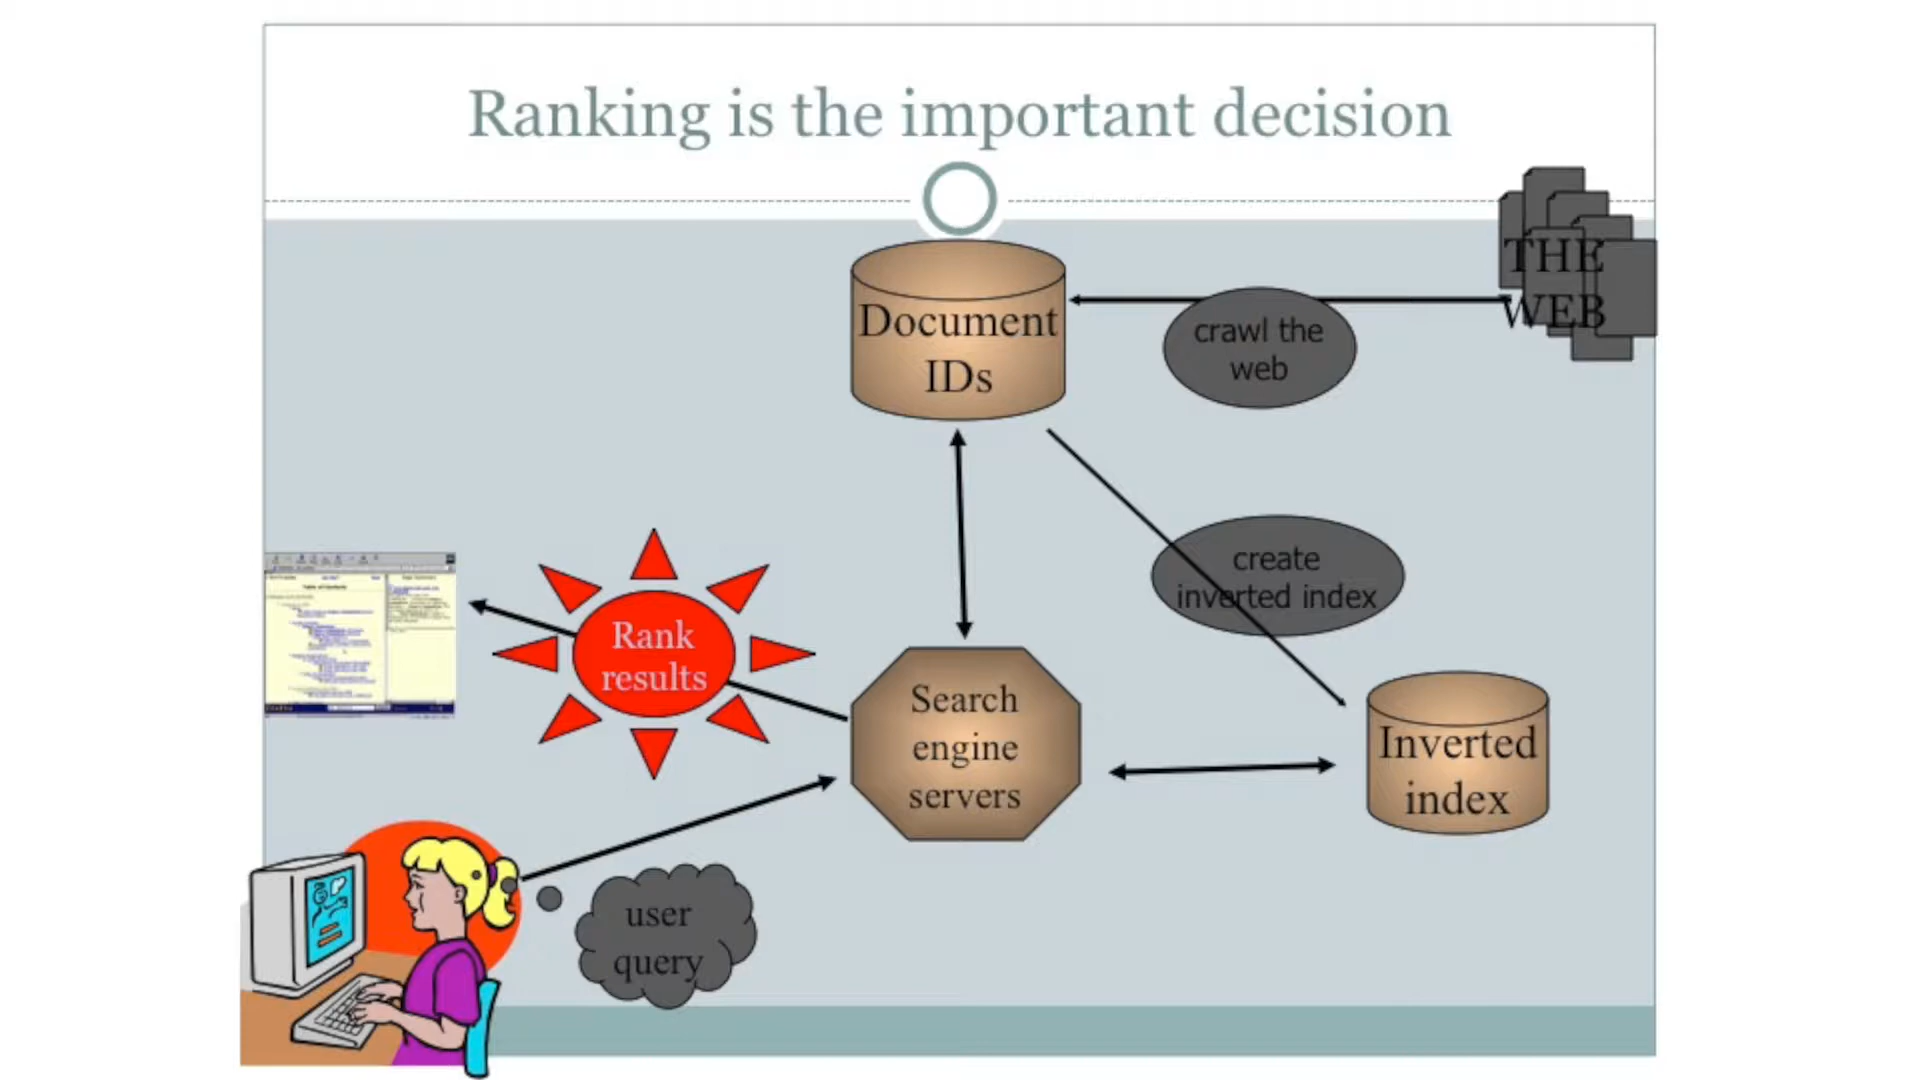 Ranking is the important decision
THE
WEB
Document
IDs
crawl the
web
create
inverted index
Rank
results
Search
engine
servers
Inverted
index
user
query